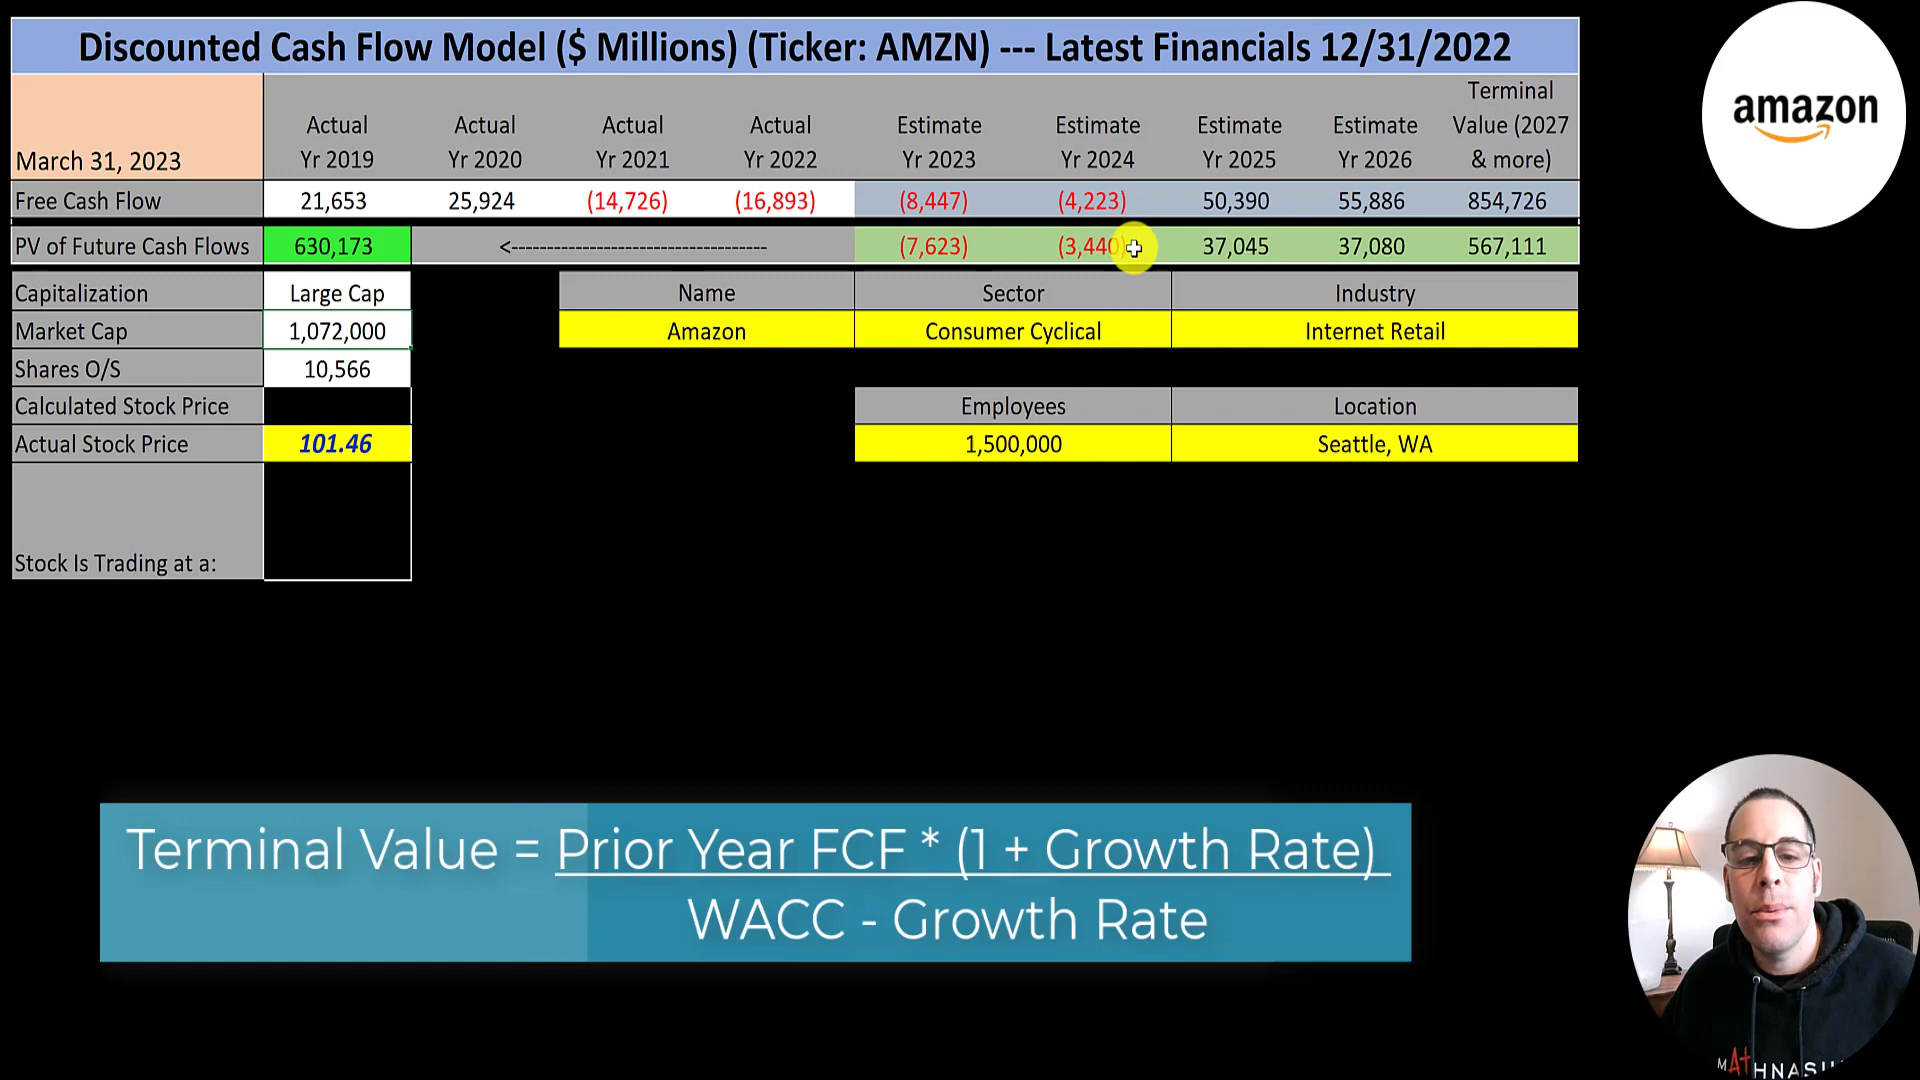 Discounted Cash Flow Model ($ Millions) (Ticker: AMZN) --- Latest Financials 12/31/2022
amazon
March 31, 2023 Actual Yr 2019 Actual Yr 2020 Actual Yr 2021 Actual Yr 2022 Estimate Yr 2023 Estimate Yr 2024 Estimate Yr 2025 Estimate Yr 2026 Terminal Value (2027 & more)
Free Cash Flow 21,653 25,924 (14,726) (16,893) (8,447) (4,223) 50,390 55,886 854,726
PV of Future Cash Flows 630,173 <------------------------------------ (7,623) (3,440) 37,045 37,080 567,111
Capitalization Large Cap Name Sector Industry
Market Cap 1,072,000 Amazon Consumer Cyclical Internet Retail
Shares O/S 10,566
Calculated Stock Price Employees Location
Actual Stock Price 101.46 1,500,000 Seattle, WA
Stock Is Trading at a:
Terminal Value = Prior Year FCF * (1 + Growth Rate)
WACC - Growth Rate